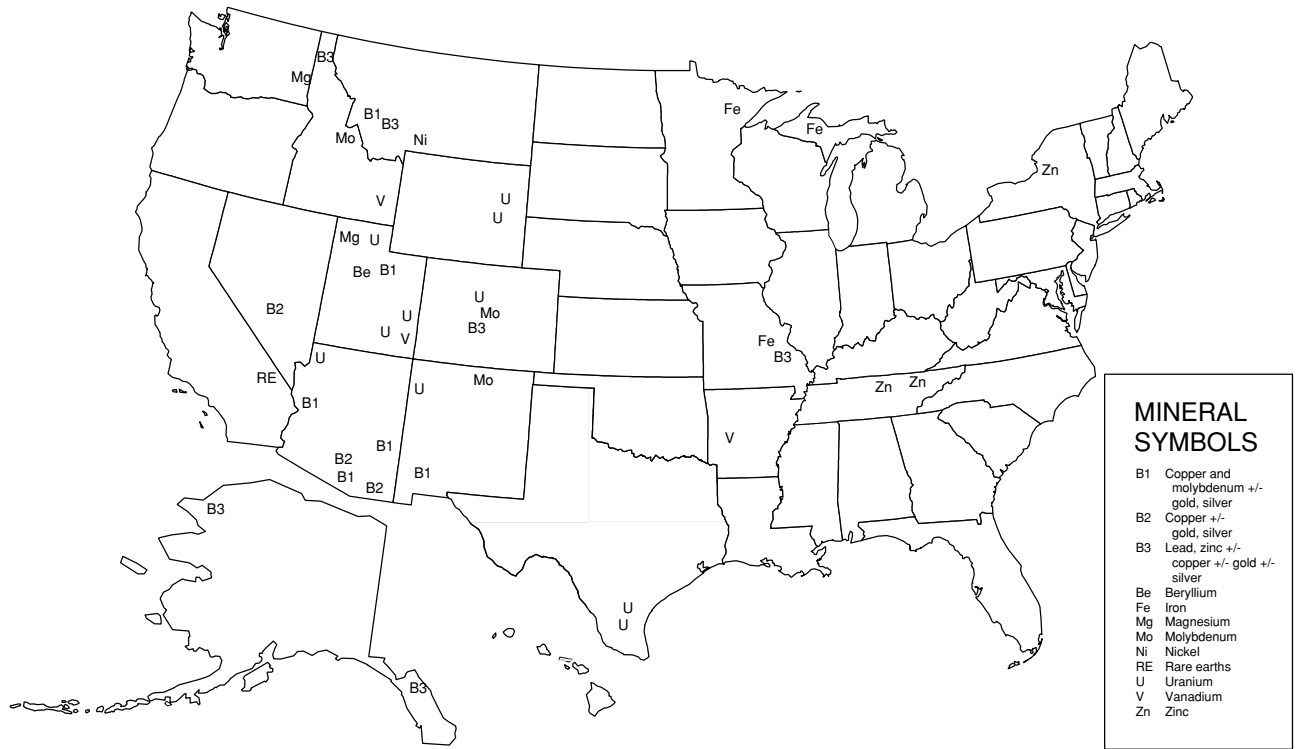 B3
Mg
Fe
B1
B3
Fe
Mo
Ni
Zn
V
U
U
Mg
U
Be
B1
U
B2
U
Mo
U
B3
U
V
Fe
B3
U
RE
Mo
U
Zn
Zn
B1
V
B1
B2
B1
B1
B2
B3
U
U
B3
MINERAL
SYMBOLS
B1 Copper and
molybdenum +/-
gold, silver
B2 Copper +/-
gold, silver
B3 Lead, zinc +/-
copper +/- gold +/-
silver
Be Beryllium
Fe Iron
Mg Magnesium
Mo Molybdenum
Ni Nickel
RE Rare earths
U Uranium
V Vanadium
Zn Zinc